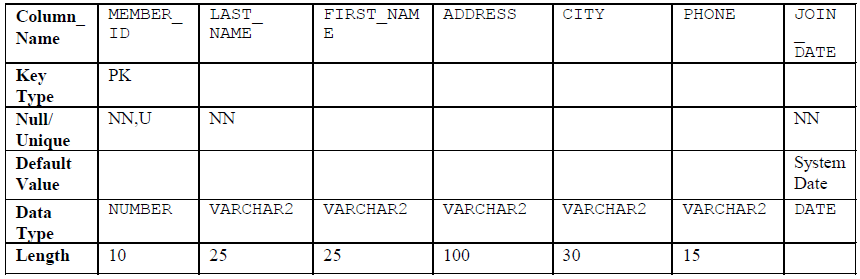 Column_ MEMBER_ LAST_ FIRST_NAM ADDRESS CITY PHONE JOIN
Name ID NAME E _
DATE
Key PK
Type
Null/ NN,U NN NN
Unique
Default System
Value Date
Data NUMBER VARCHAR2 VARCHAR2 VARCHAR2 VARCHAR2 VARCHAR2 DATE
Type
Length 10 25 25 100 30 15